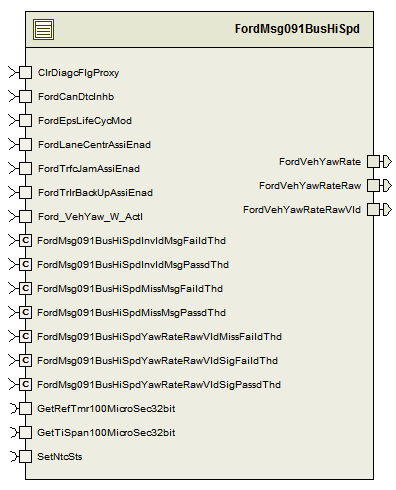 FordMsg091BusHiSpd
ClrDiagcFlgProxy
FordCanDtcInhb
FordEpsLifeCycMod
FordLaneCentrAssiEnad
FordTrfcJamAssiEnad
FordTrlrBackUpAssiEnad
Ford_VehYaw_W_Actl
C FordMsg091BusHiSpdInvldMsgFaildThd
C FordMsg091BusHiSpdInvldMsgPassdThd
C FordMsg091BusHiSpdMissMsgFaildThd
C FordMsg091BusHiSpdMissMsgPassdThd
C FordMsg091BusHiSpdYawRateRawVldMissFaildThd
C FordMsg091BusHiSpdYawRateRawVldSigFaildThd
C FordMsg091BusHiSpdYawRateRawVldSigPassdThd
GetRefTmr100MicroSec32bit
GetTiSpan100MicroSec32bit
SetNtcSts
FordVehYawRate
FordVehYawRateRaw
FordVehYawRateRawVld